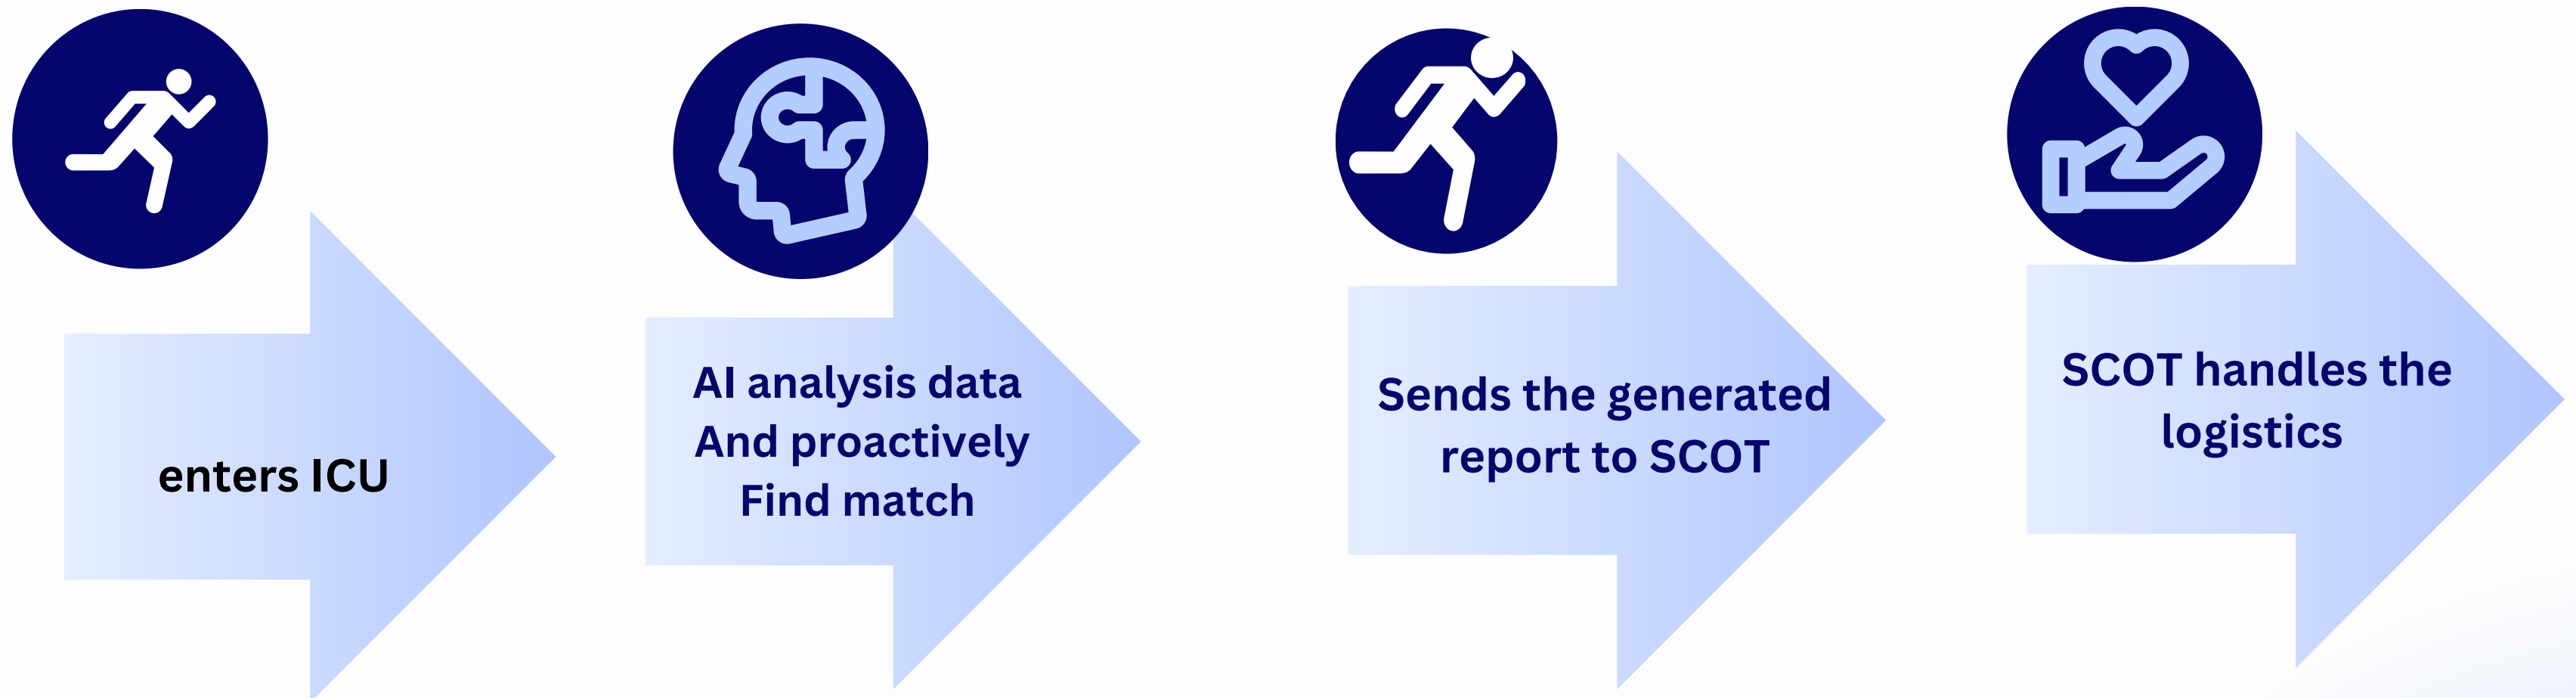 enters ICU
AI analysis data
And proactively
Find match
Sends the generated
report to SCOT
SCOT handles the
logistics